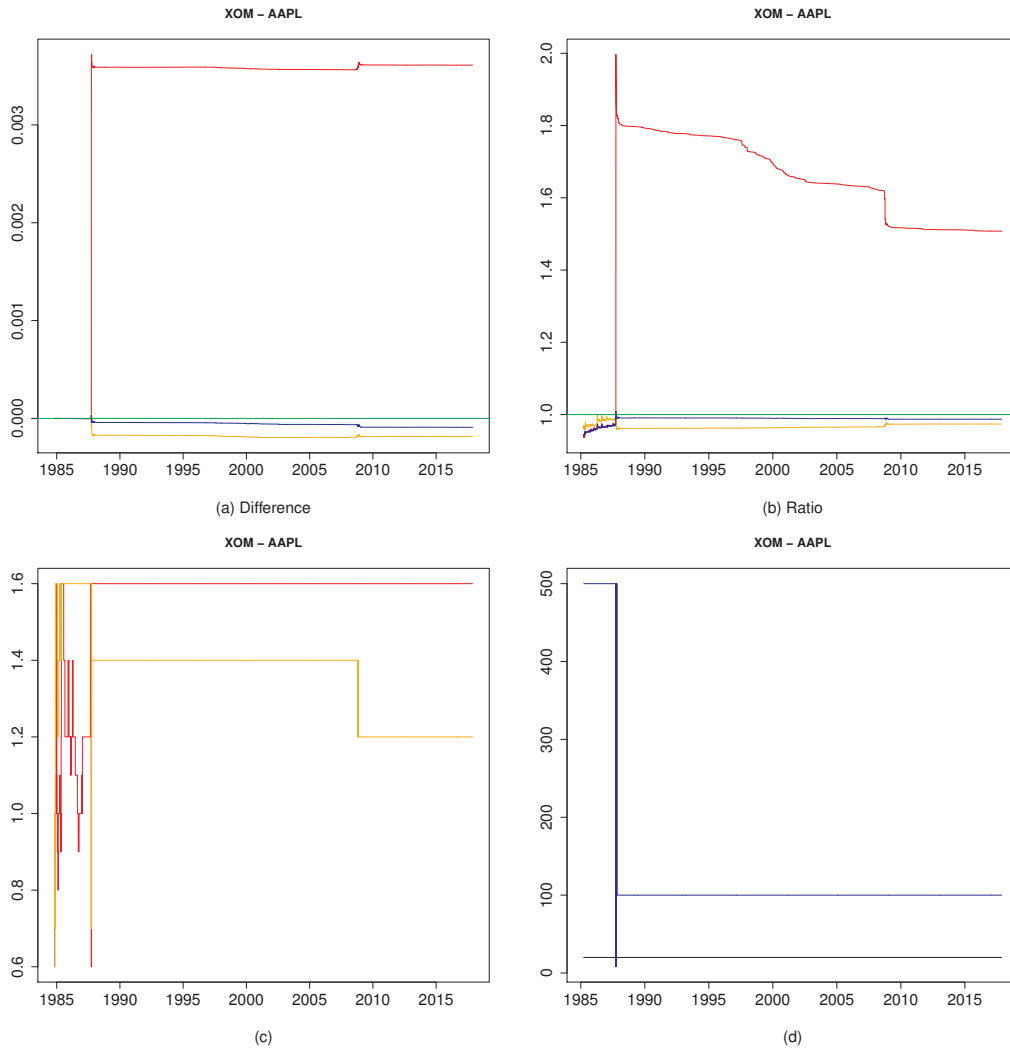 XOM – AAPL
0.003
0.002
0.001
0.000
1985 1990 1995 2000 2005 2010 2015
(a) Difference
XOM – AAPL
2.0
1.8
1.6
1.4
1.2
1.0
1985 1990 1995 2000 2005 2010 2015
(b) Ratio
XOM – AAPL
1.6
1.4
1.2
1.0
0.8
0.6
1985 1990 1995 2000 2005 2010 2015
(c)
XOM – AAPL
500
400
300
200
100
0
1985 1990 1995 2000 2005 2010 2015
(d)